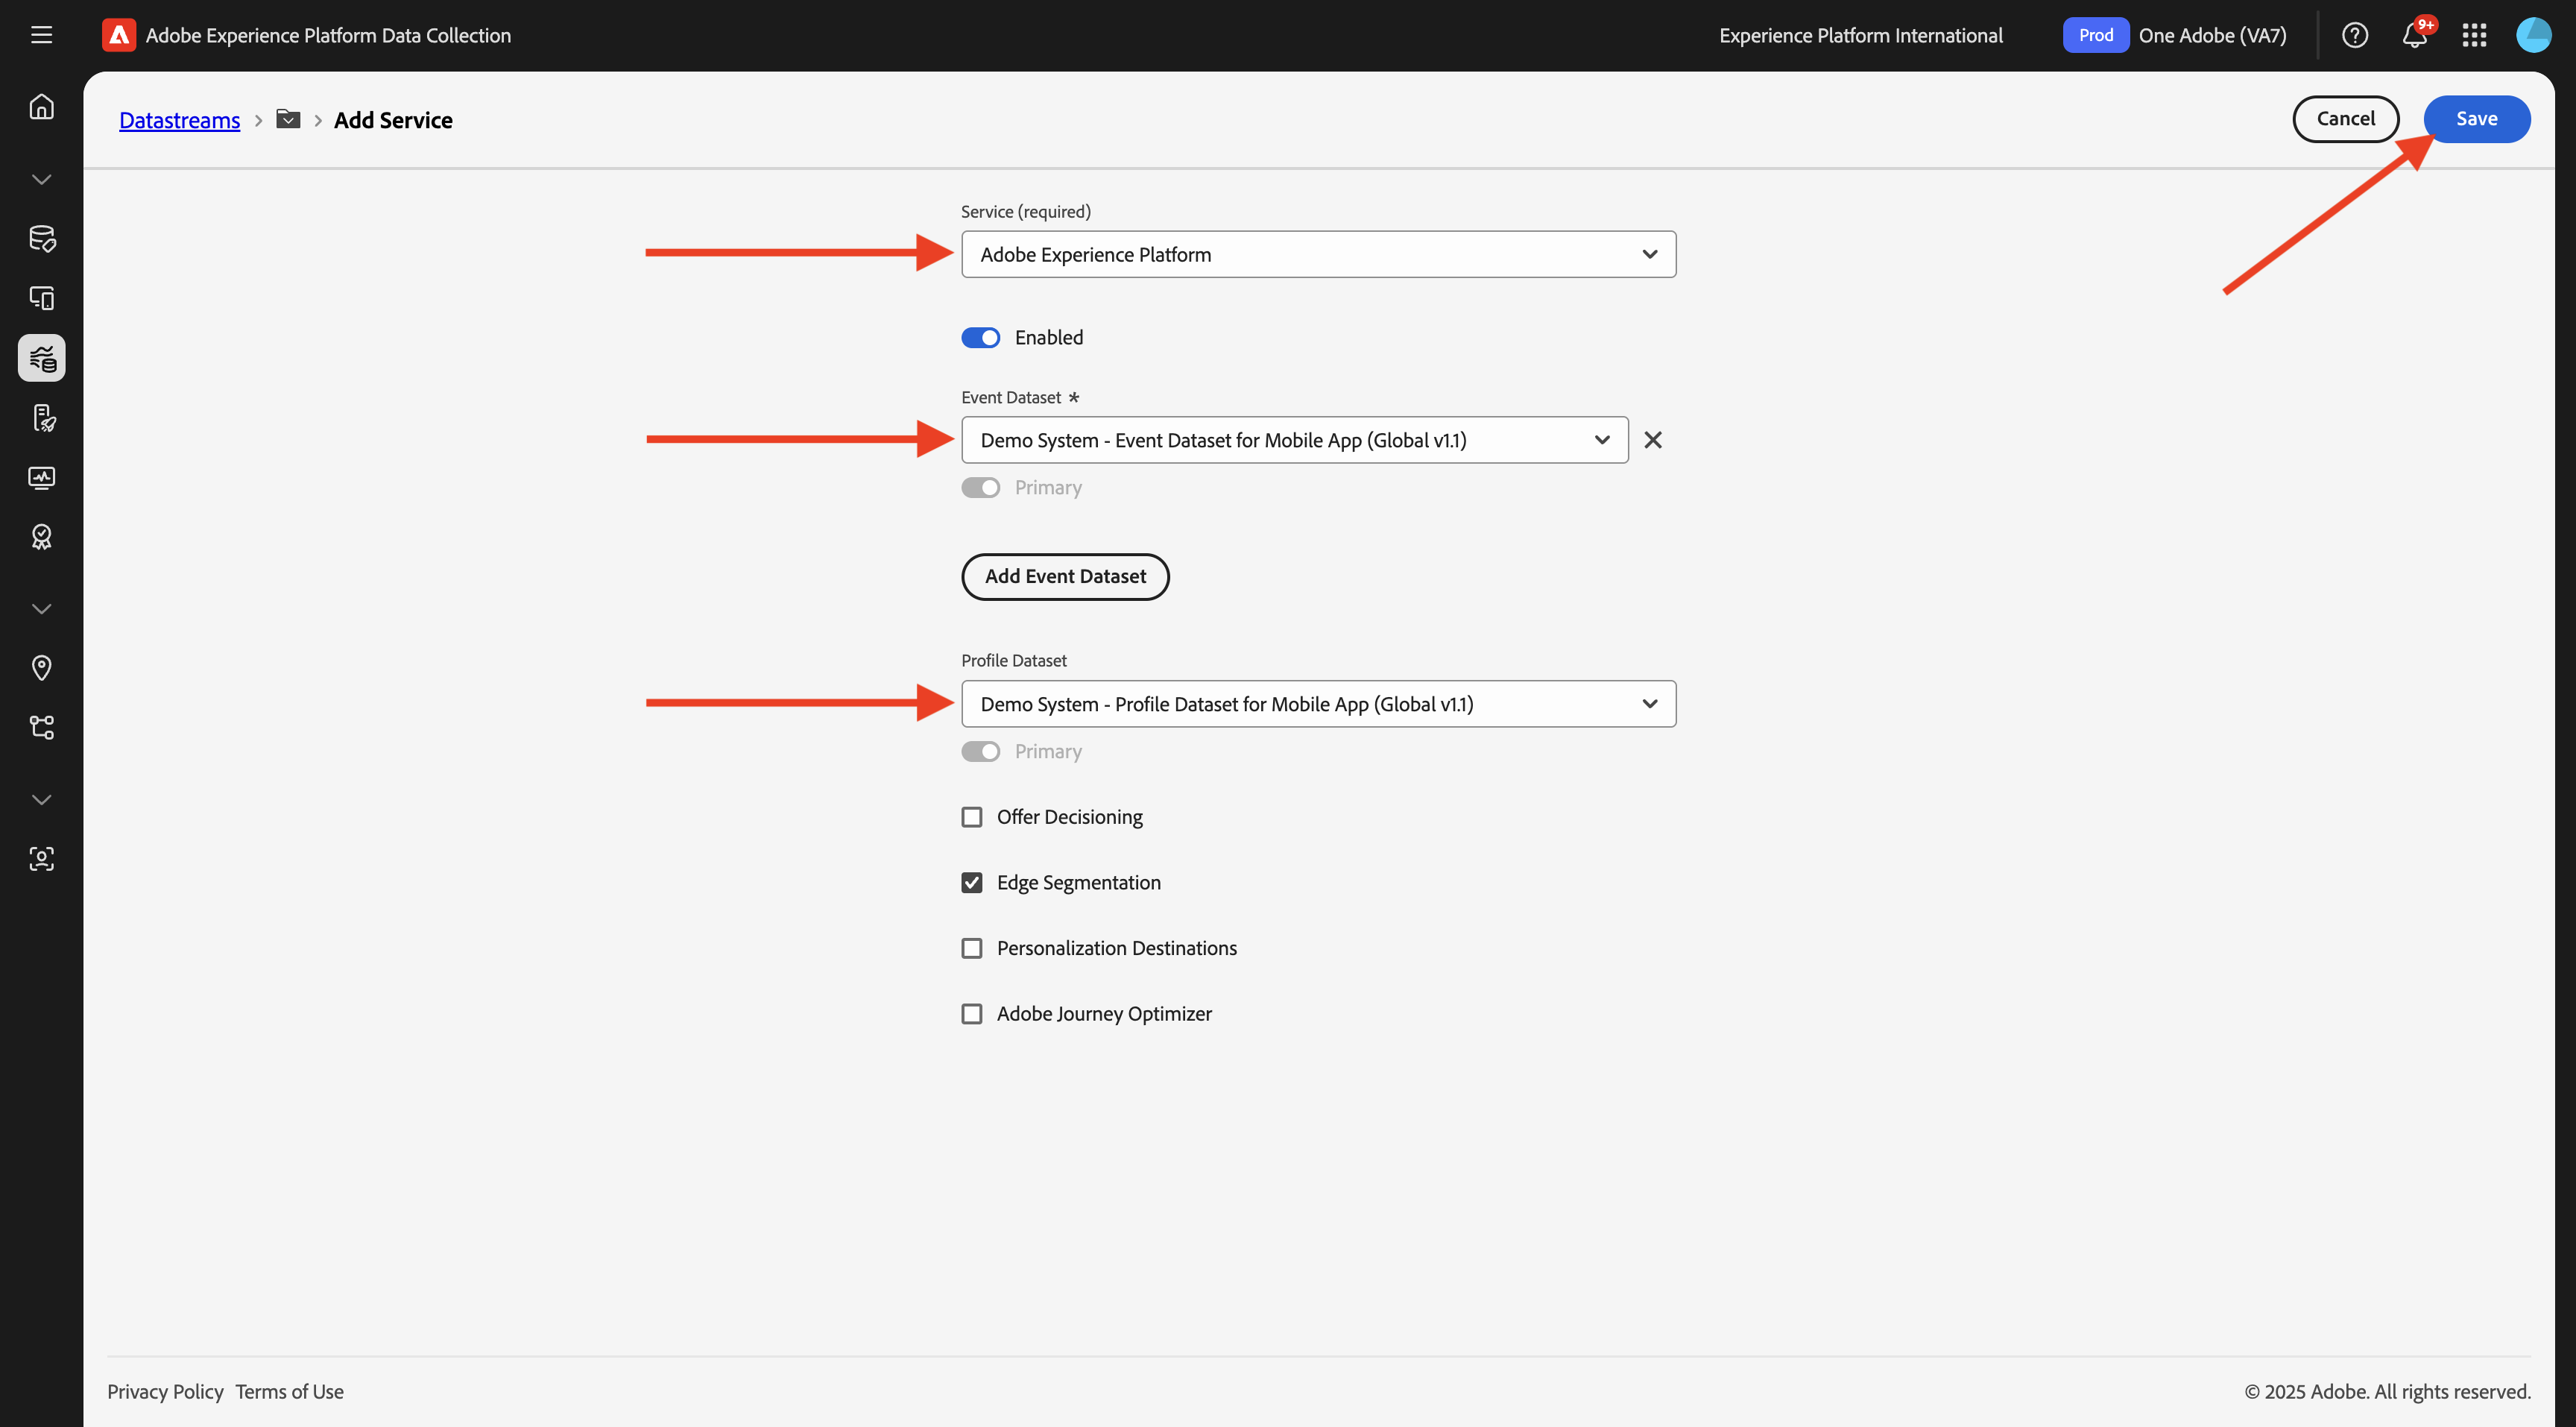 Adobe Experience Platform Data Collection
Experience Platform International
Prod One Adobe (VA7)
9+
Datastreams > > Add Service
Cancel
Save
Service (required)
Adobe Experience Platform
Enabled
Event Dataset *
Demo System - Event Dataset for Mobile App (Global v1.1)
Primary
Add Event Dataset
Profile Dataset
Demo System - Profile Dataset for Mobile App (Global v1.1)
Primary
Offer Decisioning
Edge Segmentation
Personalization Destinations
Adobe Journey Optimizer
Privacy Policy Terms of Use
© 2025 Adobe. All rights reserved.